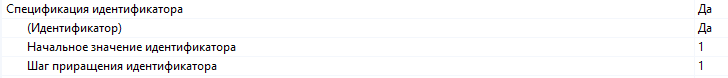 Спецификация идентификатора Да
(Идентификатор) Да
Начальное значение идентификатора 1
Шаг приращения идентификатора 1